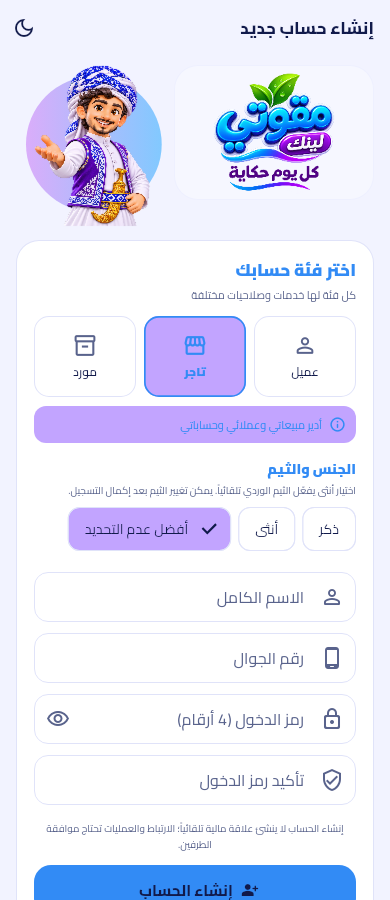 إنشاء حساب جديد
مقوتي
لينك
كل يوم حكاية
اختر فئة حسابك
كل فئة لها خدمات وصلاحيات مختلفة
عميل
تاجر
مورد
أدير مبيعاتي وعملائي وحساباتي
الجنس والثيم
اختيار أنثى يفعّل الثيم الوردي تلقائياً. يمكن تغيير الثيم بعد إكمال التسجيل.
ذكر
أنثى
أفضل عدم التحديد
الاسم الكامل
رقم الجوال
رمز الدخول (4 أرقام)
تأكيد رمز الدخول
إنشاء الحساب لا ينشئ علاقة مالية تلقائياً؛ الارتباط والعمليات تحتاج موافقة
الطرفين.
إنشاء الحساب